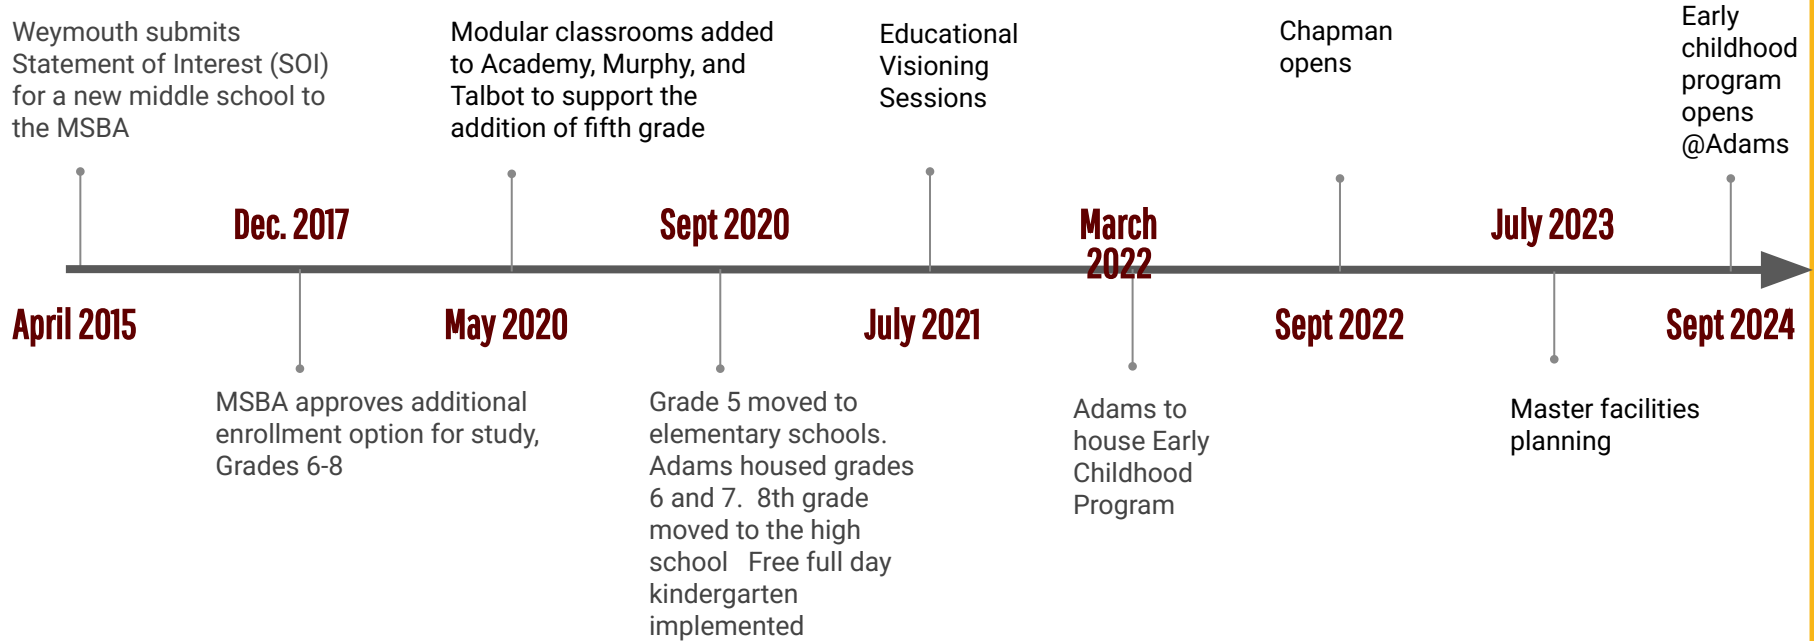 Weymouth submits
Statement of Interest (SOI)
for a new middle school to
the MSBA
April 2015
Dec. 2017
MSBA approves additional
enrollment option for study,
Grades 6-8
Modular classrooms added
to Academy, Murphy, and
Talbot to support the
addition of fifth grade
May 2020
Sept 2020
Grade 5 moved to
elementary schools.
Adams housed grades
6 and 7.  8th grade
moved to the high
school   Free full day
kindergarten
implemented
Educational
Visioning
Sessions
July 2021
March
2022
Adams to
house Early
Childhood
Program
Chapman
opens
Sept 2022
July 2023
Master facilities
planning
Early
childhood
program
opens
@Adams
Sept 2024